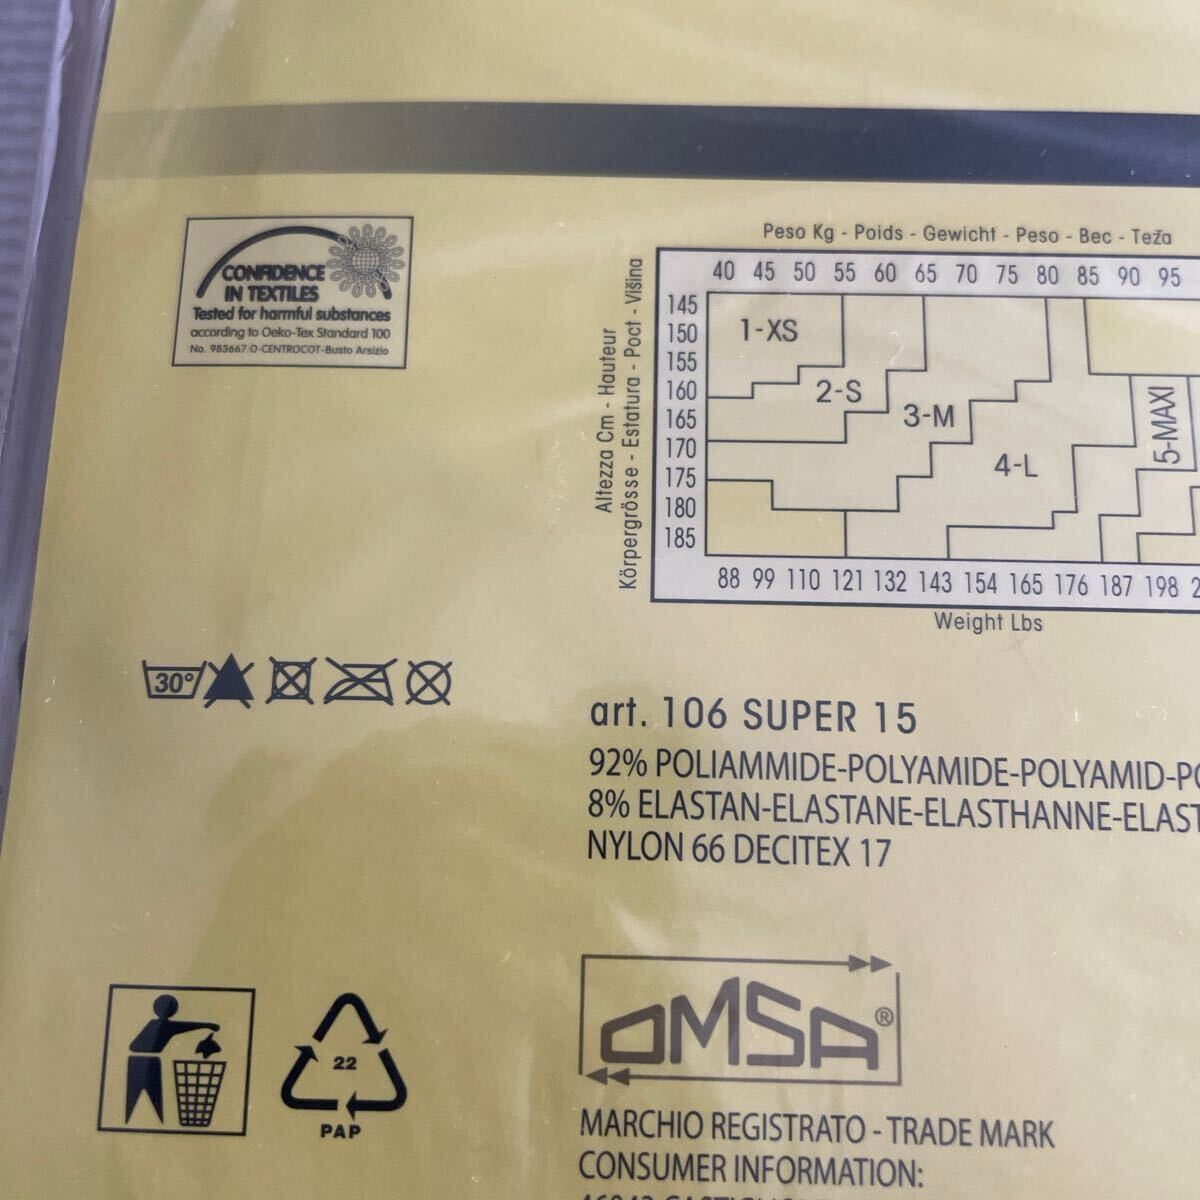 CONFIDENCE
IN TEXTILES
Tested for harmful substances
according to Oeko-Tex Standard 100
No. 983667.O-CENTROCOT-Busto Arsizio
Peso Kg - Poids - Gewicht - Peso - Bec - Teža
Altezza Cm - Hauteur
Körpergrösse - Estatura - Poct - Višina
40 45 50 55 60 65 70 75 80 85 90 95
145
150
155
160
165
170
175
180
185
1-XS
2-S
3-M
4-L
5-MAXI
88 99 110 121 132 143 154 165 176 187 198
Weight Lbs
30°
art. 106 SUPER 15
92% POLIAMMIDE-POLYAMIDE-POLYAMID-
8% ELASTAN-ELASTANE-ELASTHANNE-
NYLON 66 DECITEX 17
22
PAP
OMSA®
MARCHIO REGISTRATO - TRADE MARK
CONSUMER INFORMATION: